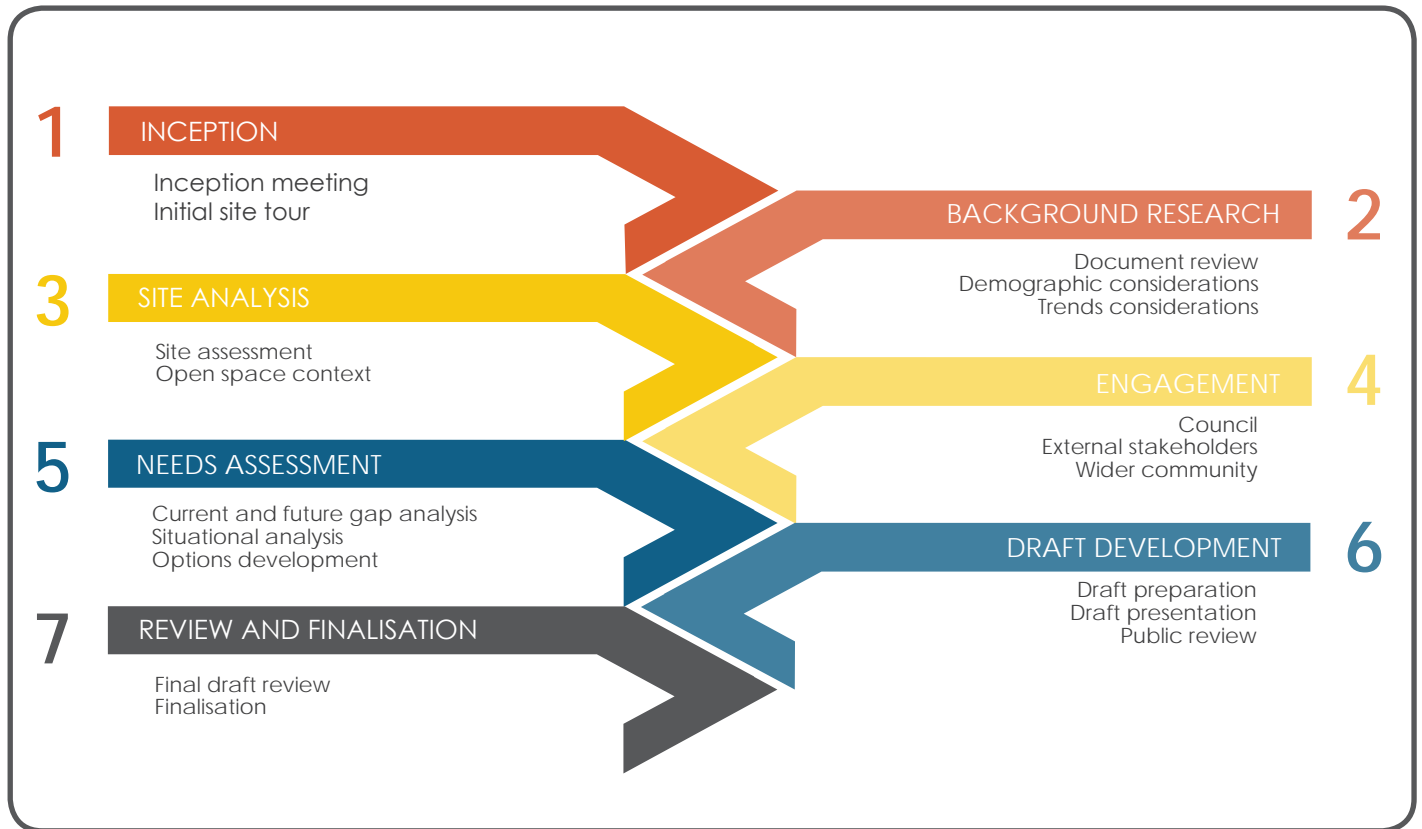 1
INCEPTION
Inception meeting
Initial site tour
2
BACKGROUND RESEARCH
Document review
Demographic considerations
Trends considerations
3
SITE ANALYSIS
Site assessment
Open space context
4
ENGAGEMENT
Council
External stakeholders
Wider community
5
NEEDS ASSESSMENT
Current and future gap analysis
Situational analysis
Options development
6
DRAFT DEVELOPMENT
Draft preparation
Draft presentation
Public review
7
REVIEW AND FINALISATION
Final draft review
Finalisation